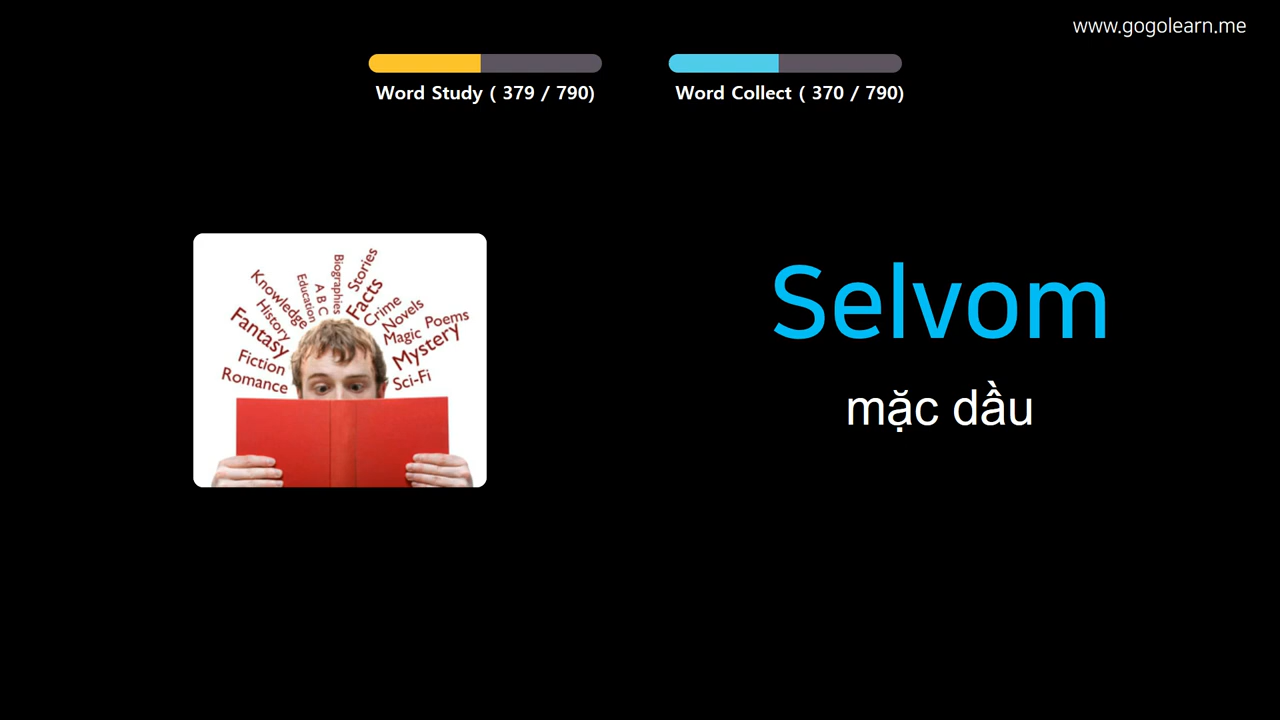 www.gogolearn.me
Word Study ( 379 / 790)
Word Collect ( 370 / 790)
Selvom
mặc dầu
Knowledge
History
Fantasy
Fiction
Romance
Education
A B C
Biographies
Stories
Facts
Crime
Novels
Magic
Poems
Mystery
Sci-Fi